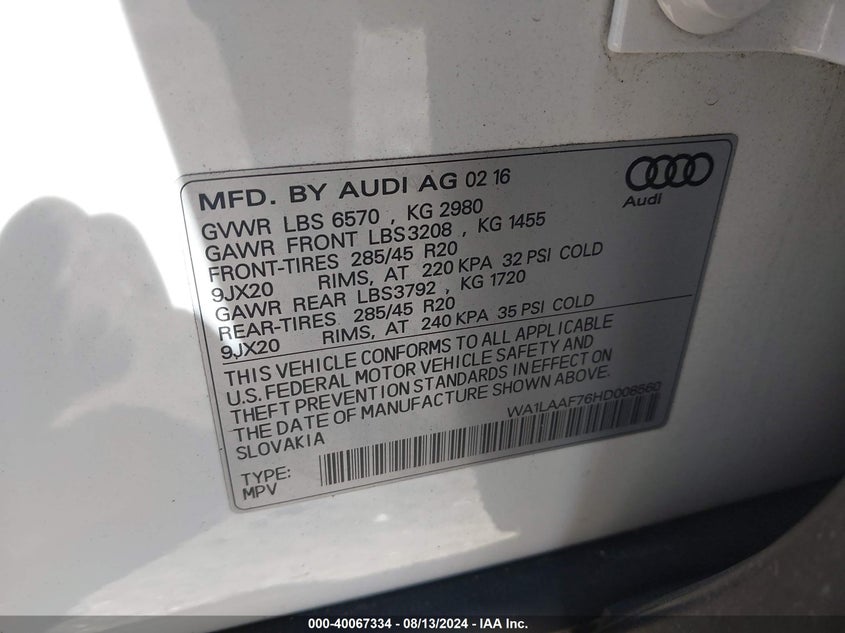 MFD. BY AUDI AG 02 16
Audi
GVWR LBS 6570 , KG 2980
GAWR FRONT LBS3208 , KG 1455
FRONT-TIRES 285/45 R20
9JX20 RIMS, AT 220 KPA 32 PSI COLD
GAWR REAR LBS3792 , KG 1720
REAR-TIRES 285/45 R20
9JX20 RIMS, AT 240 KPA 35 PSI COLD
THIS VEHICLE CONFORMS TO ALL APPLICABLE
U.S. FEDERAL MOTOR VEHICLE SAFETY AND
THEFT PREVENTION STANDARDS IN EFFECT ON
THE DATE OF MANUFACTURE SHOWN ABOVE.
SLOVAKIA WA1LAAF76HD008560
TYPE:
MPV
000-40067334 - 08/13/2024 - IAA Inc.